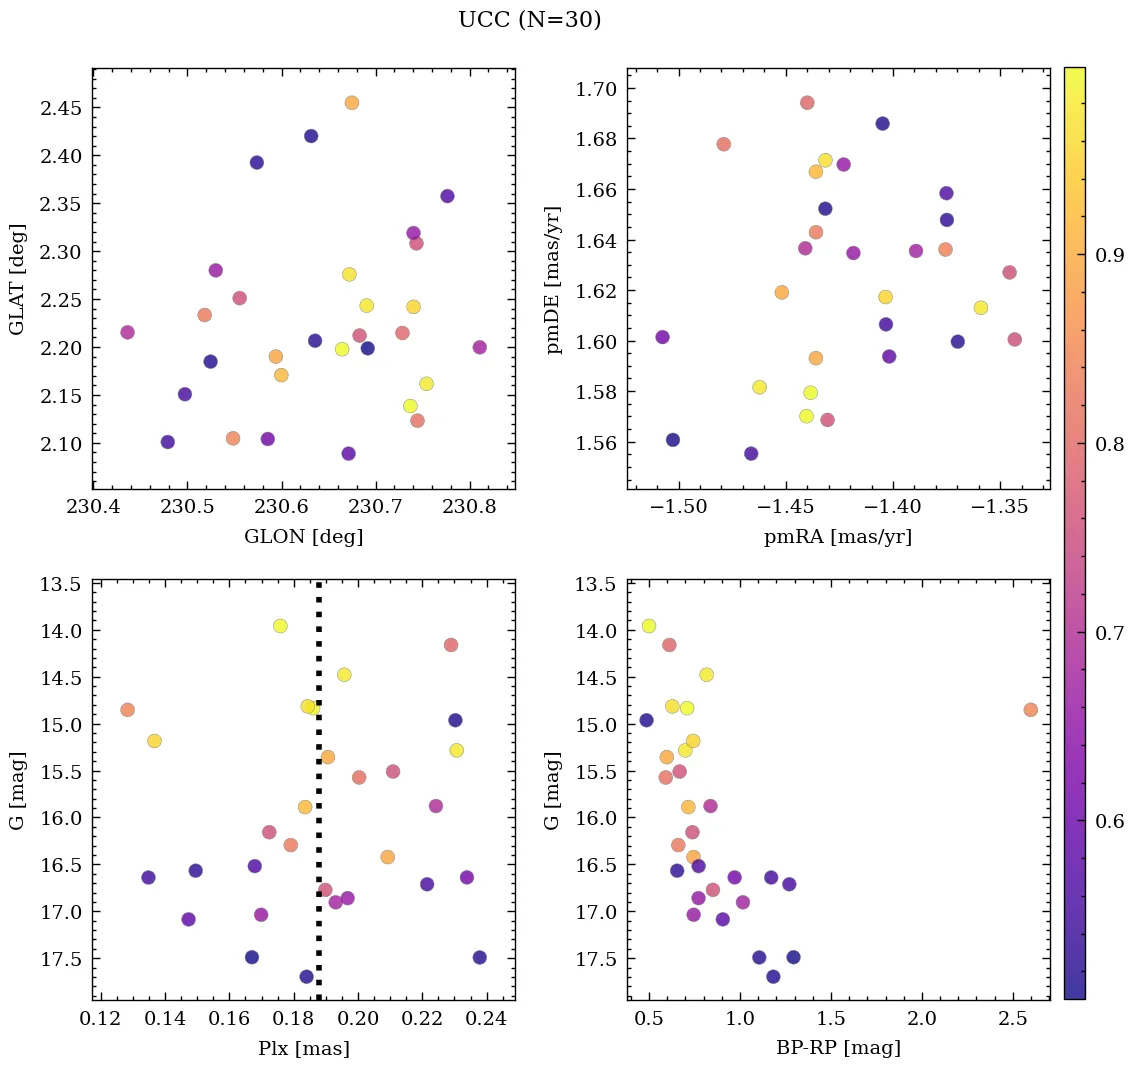 UCC (N=30)
2.45
2.40
2.35
2.30
2.25
2.20
2.15
2.10
GLAT [deg]
230.4 230.5 230.6 230.7 230.8
GLON [deg]
1.70
1.68
1.66
1.64
1.62
1.60
1.58
1.56
pmDE [mas/yr]
−1.50 −1.45 −1.40 −1.35
pmRA [mas/yr]
13.5
14.0
14.5
15.0
15.5
16.0
16.5
17.0
17.5
G [mag]
0.12 0.14 0.16 0.18 0.20 0.22 0.24
Plx [mas]
13.5
14.0
14.5
15.0
15.5
16.0
16.5
17.0
17.5
G [mag]
0.5 1.0 1.5 2.0 2.5
BP-RP [mag]
0.9
0.8
0.7
0.6